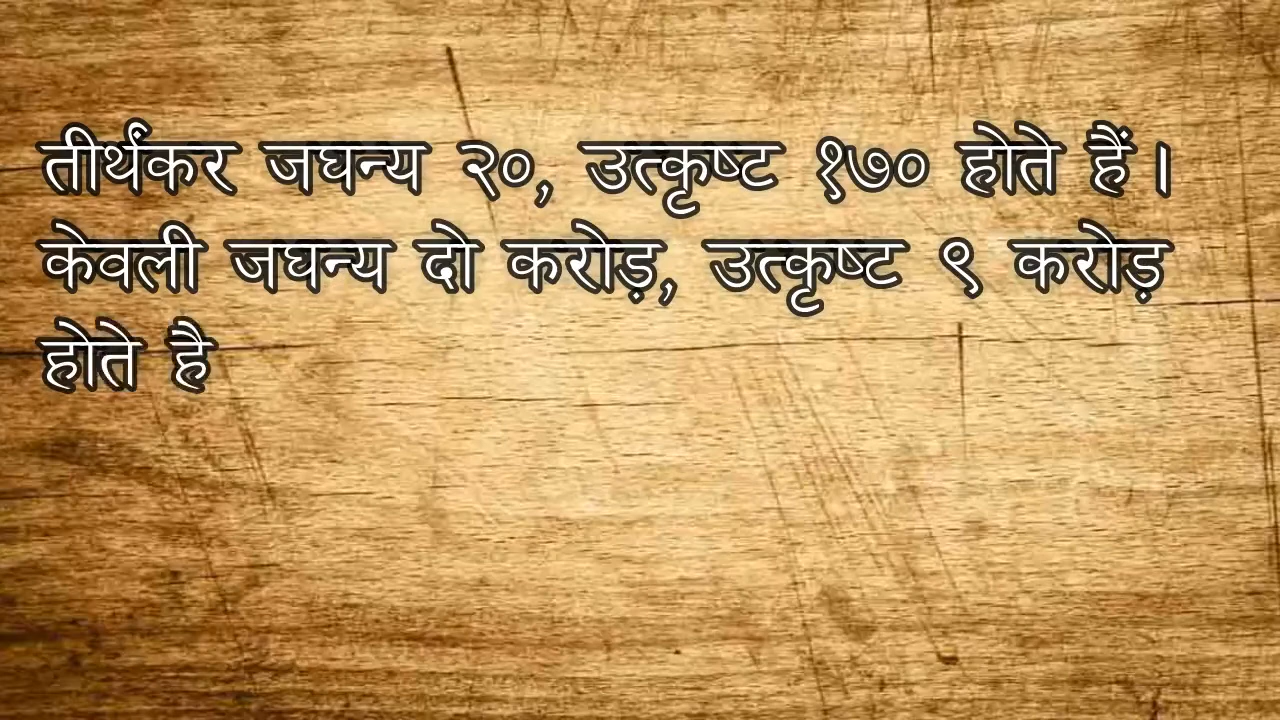 तीर्थंकर जघन्य २०, उत्कृष्ट १७० होते हैं।
केवली जघन्य दो करोड़, उत्कृष्ट ९ करोड़
होते है